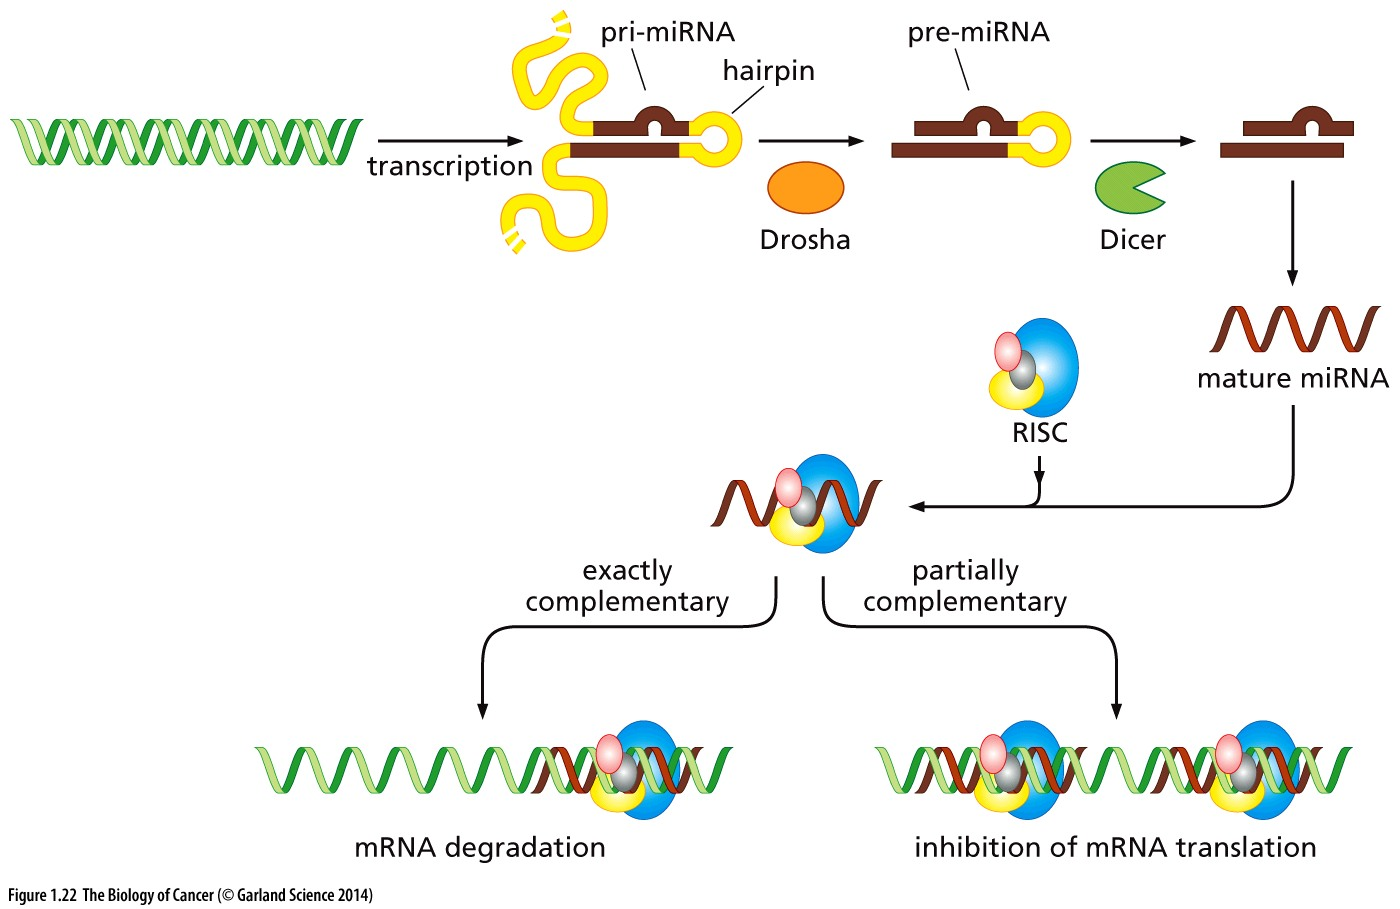 pri-miRNA
pre-miRNA
hairpin
transcription
Drosha
Dicer
mature miRNA
RISC
exactly
complementary
partially
complementary
mRNA degradation
inhibition of mRNA translation
Figure 1.22 The Biology of Cancer (© Garland Science 2014)